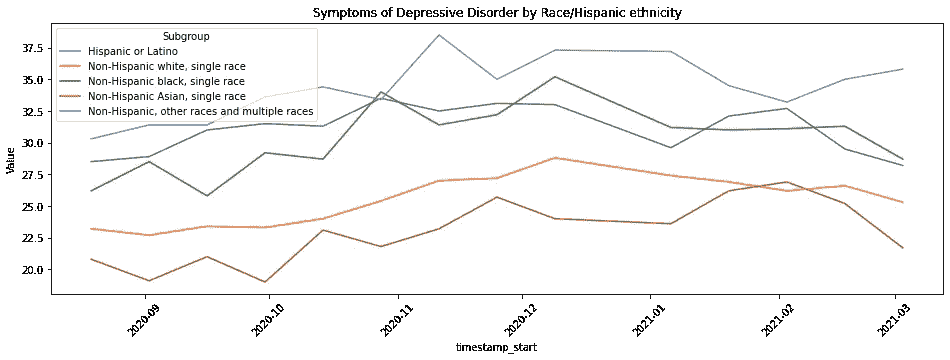 Symptoms of Depressive Disorder by Race/Hispanic ethnicity
Subgroup
Hispanic or Latino
Non-Hispanic white, single race
Non-Hispanic black, single race
Non-Hispanic Asian, single race
Non-Hispanic, other races and multiple races
Value
37.5
35.0
32.5
30.0
27.5
25.0
22.5
20.0
2020-09
2020-10
2020-11
2020-12
2021-01
2021-02
2021-03
timestamp_start